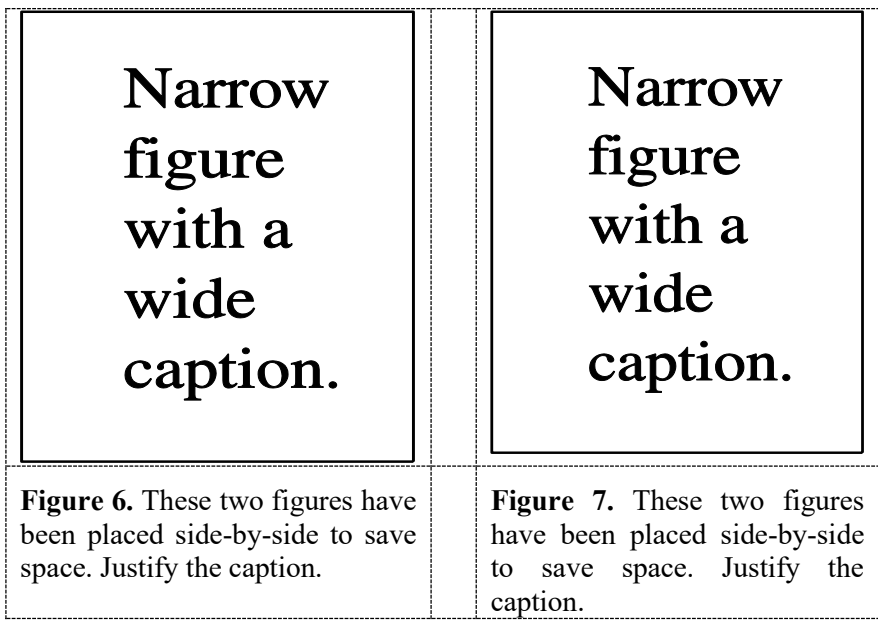 Narrow
figure
with a
wide
caption.
Figure 6. These two figures have
been placed side-by-side to save
space. Justify the caption.
Narrow
figure
with a
wide
caption.
Figure 7. These two figures
have been placed side-by-side
to save space. Justify the
caption.